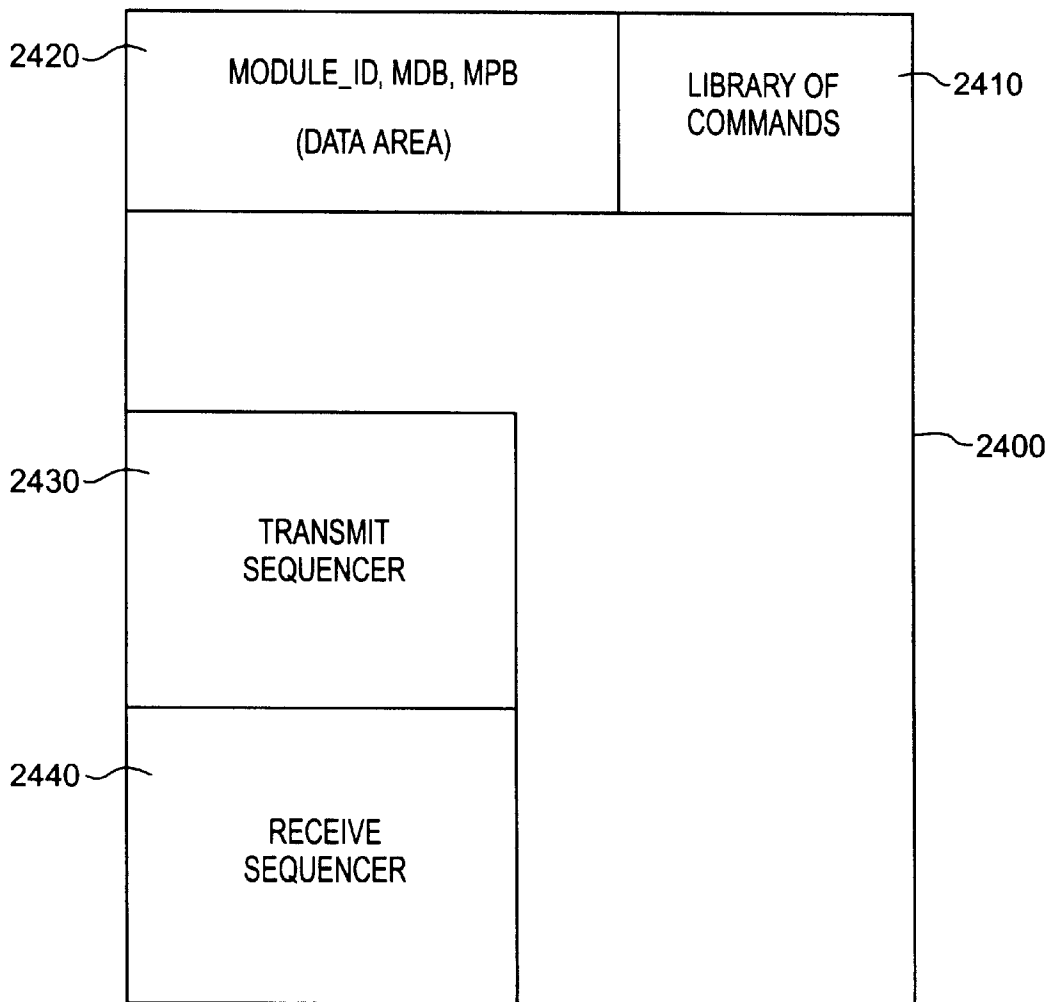 2420
MODULE_ID, MDB, MPB
(DATA AREA)
LIBRARY OF
COMMANDS
2410
2400
2430
TRANSMIT
SEQUENCER
2440
RECEIVE
SEQUENCER